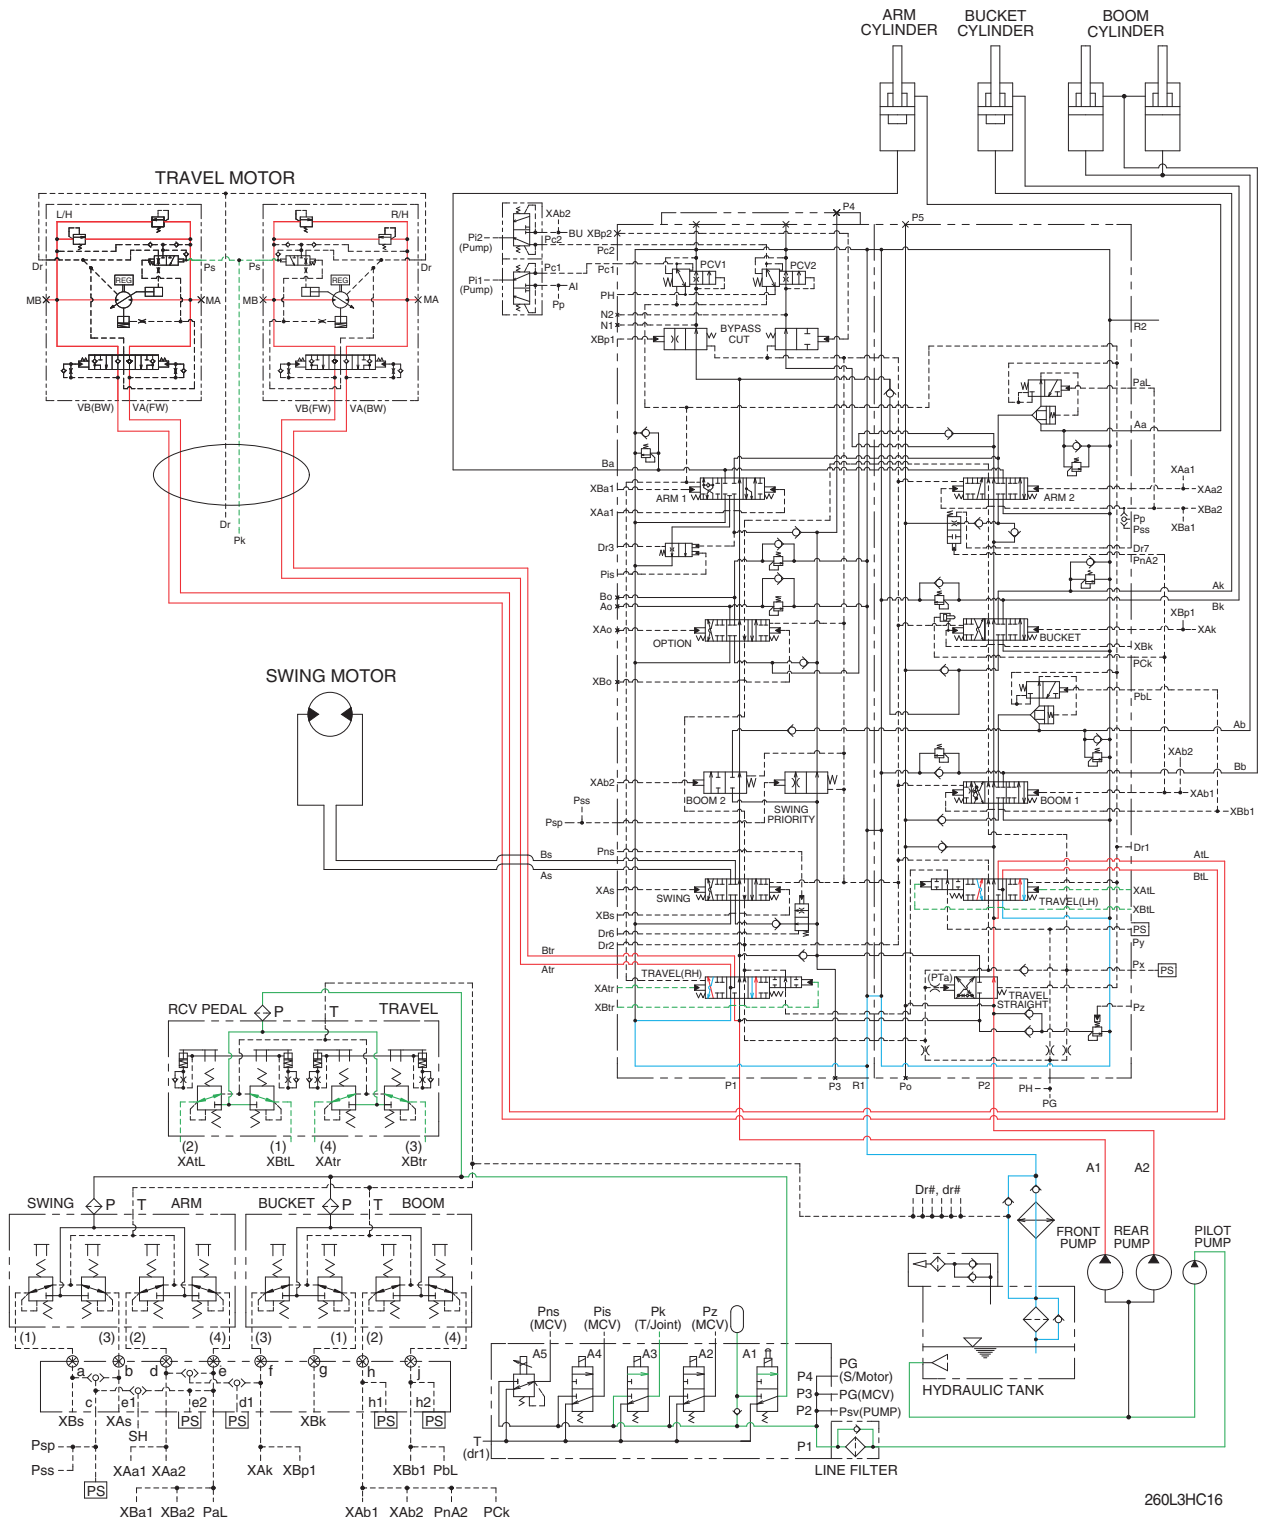 ARM
CYLINDER
BUCKET
CYLINDER
BOOM
CYLINDER
TRAVEL MOTOR
L/H
R/H
Dr
Ps
Ps
Dr
REG
REG
MB
MA
MB
MA
VB(BW)
VA(FW)
VB(FW)
VA(BW)
Dr
Pk
XAb2
BU
Pi2
(Pump)
Pc2
Pc1
Pi1
(Pump)
AI
Pp
P4
P5
XBp2
Pc2
Pc1
PCV1
PCV2
PH
N2
N1
XBp1
BYPASS
CUT
R2
PaL
Aa
Ba
XBa1
ARM 1
XAa1
ARM 2
XAa1
XAa2
XBa2
XBa1
Pp
Pss
Dr3
Pis
Dr7
PnA2
Bo
Ao
Ak
Bk
XBp1
XAo
OPTION
BUCKET
XAk
XBk
PCk
XBo
PbL
SWING MOTOR
Ab
XAb2
Bb
XAb2
BOOM 2
SWING
PRIORITY
BOOM 1
XAb1
XBb1
Pss
Psp
Pns
Dr1
Bs
As
AtL
BtL
XAs
SWING
XBs
TRAVEL(LH)
XAtL
XBtL
PS
Py
Dr6
Dr2
Btr
Atr
TRAVEL(RH)
XAtr
XBtr
(PTa)
TRAVEL
STRAIGHT
Px
PS
Pz
P1
P3
R1
Po
P2
PH
PG
RCV PEDAL
P
T
TRAVEL
(2)
(1)
(4)
(3)
XAtL
XBtL
XAtr
XBtr
SWING
P
T
ARM
BUCKET
P
T
BOOM
(1)
(3)
(2)
(4)
(3)
(1)
(2)
(4)
a
b
d
e
f
g
h
j
c
e1
e2
d1
h1
h2
XBs
XAs
PS
PS
XBk
PS
PS
SH
Psp
Pss
PS
XAa1
XAa2
XAk
XBp1
XBb1
PbL
XBa1
XBa2
PaL
XAb1
XAb2
PnA2
PCk
A1
A2
Dr#, dr#
FRONT
PUMP
REAR
PUMP
PILOT
PUMP
HYDRAULIC TANK
Pns
(MCV)
Pis
(MCV)
Pk
(T/Joint)
Pz
(MCV)
A5
A4
A3
A2
A1
T
(dr1)
PG
P4
(S/Motor)
P3
PG(MCV)
P2
Psv(PUMP)
P1
LINE FILTER
260L3HC16